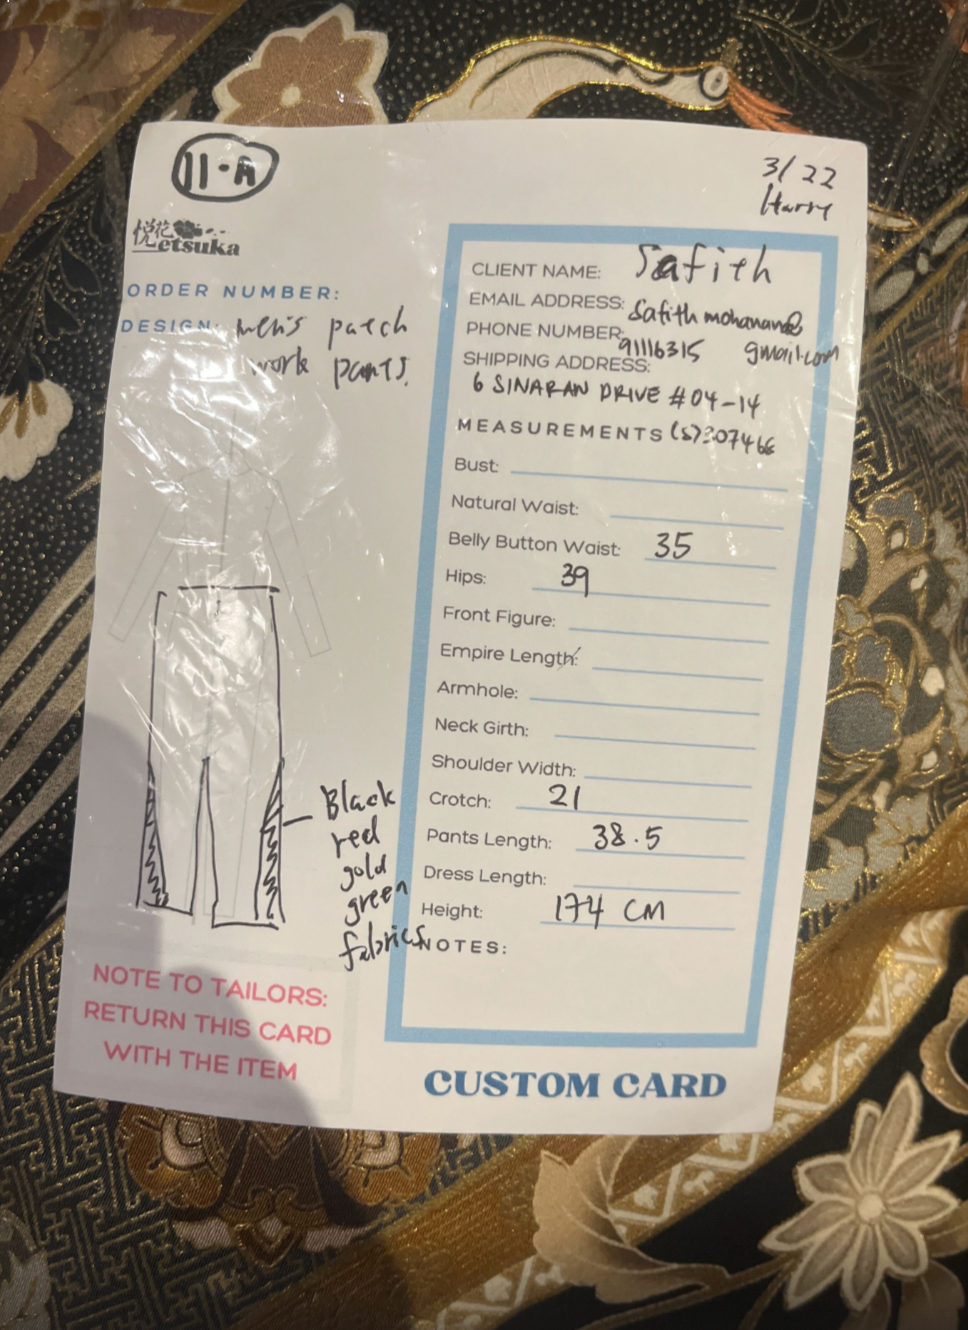 11-A
3/22
Harry
悦花
etsuka
ORDER NUMBER:
DESIGN: men's patch
work pants.
Black
red
gold
green
fabrics
NOTE TO TAILORS:
RETURN THIS CARD
WITH THE ITEM
CLIENT NAME: Safith
EMAIL ADDRESS: Safithmohanan@
gmail.com
PHONE NUMBER: 91116315
SHIPPING ADDRESS:
6 SINARAN DRIVE #04-14
MEASUREMENTS (S)307466
Bust:
Natural Waist:
Belly Button Waist: 35
Hips: 39
Front Figure:
Empire Length:
Armhole:
Neck Girth:
Shoulder Width:
Crotch: 21
Pants Length: 38.5
Dress Length:
Height: 174 CM
NOTES:
CUSTOM CARD